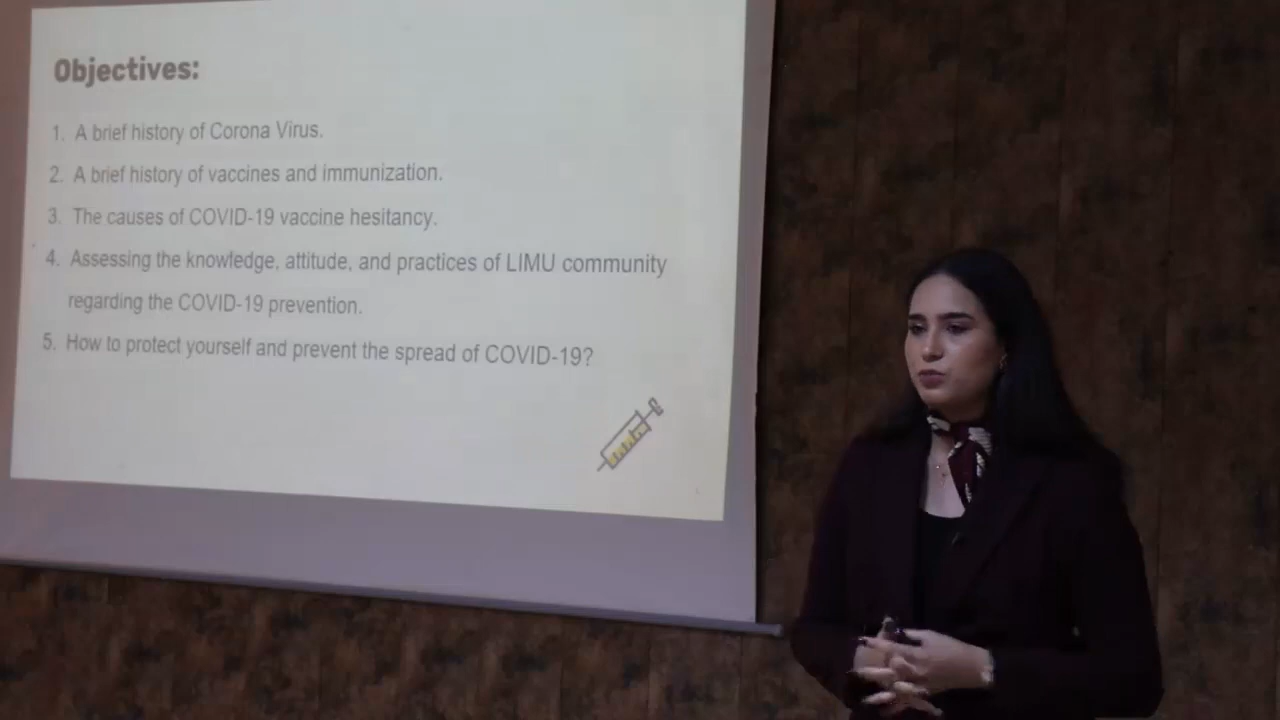 Objectives:
1. A brief history of Corona Virus.
2. A brief history of vaccines and immunization.
3. The causes of COVID-19 vaccine hesitancy.
4. Assessing the knowledge, attitude, and practices of LIMU community
regarding the COVID-19 prevention.
5. How to protect yourself and prevent the spread of COVID-19?